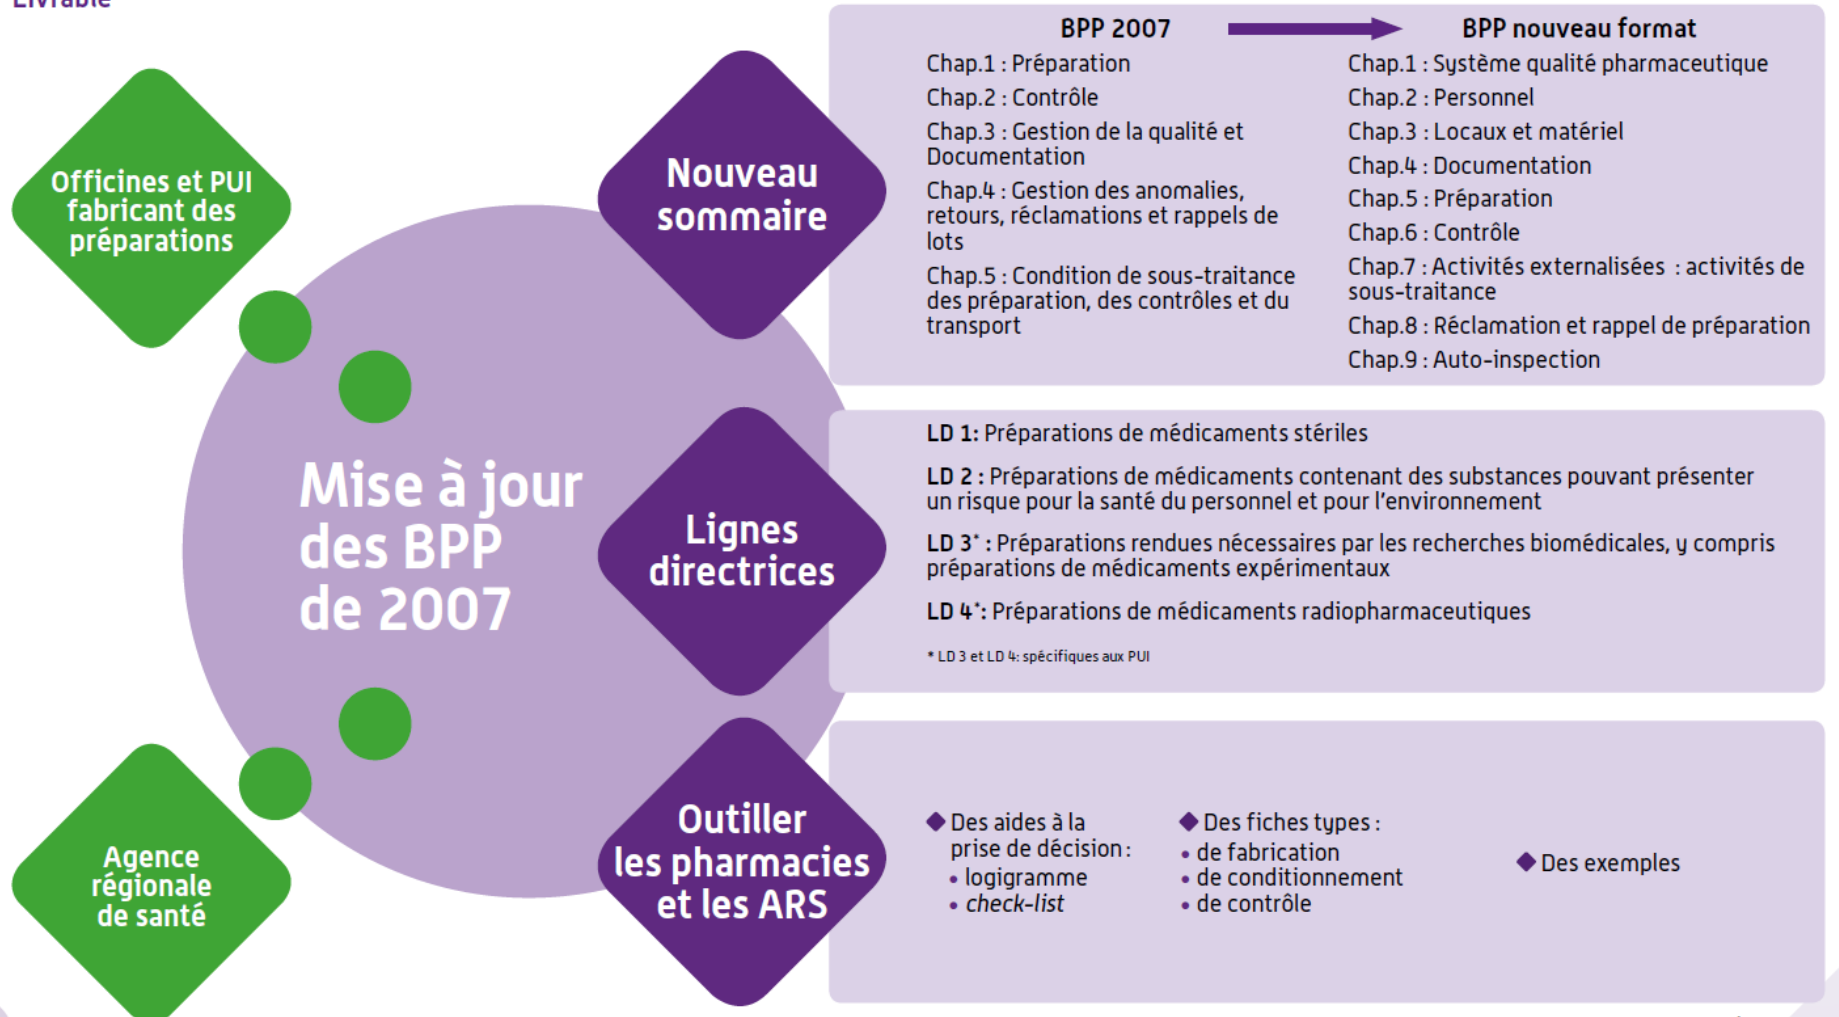 Livrable
Officines et PUI
fabricant des
préparations
Agence
régionale
de santé
Mise à jour
des BPP
de 2007
Nouveau
sommaire
BPP 2007
Chap.1 : Préparation
Chap.2 : Contrôle
Chap.3 : Gestion de la qualité et
Documentation
Chap.4 : Gestion des anomalies,
retours, réclamations et rappels de
lots
Chap.5 : Condition de sous-traitance
des préparation, des contrôles et du
transport
BPP nouveau format
Chap.1 : Système qualité pharmaceutique
Chap.2 : Personnel
Chap.3 : Locaux et matériel
Chap.4 : Documentation
Chap.5 : Préparation
Chap.6 : Contrôle
Chap.7 : Activités externalisées : activités de
sous-traitance
Chap.8 : Réclamation et rappel de préparation
Chap.9 : Auto-inspection
Lignes
directrices
LD 1: Préparations de médicaments stériles
LD 2 : Préparations de médicaments contenant des substances pouvant présenter
un risque pour la santé du personnel et pour l'environnement
LD 3* : Préparations rendues nécessaires par les recherches biomédicales, y compris
préparations de médicaments expérimentaux
LD 4*: Préparations de médicaments radiopharmaceutiques
* LD 3 et LD 4: spécifiques aux PUI
Outiller
les pharmacies
et les ARS
◆ Des aides à la
prise de décision :
• logigramme
• check-list
◆ Des fiches types :
• de fabrication
• de conditionnement
• de contrôle
◆ Des exemples